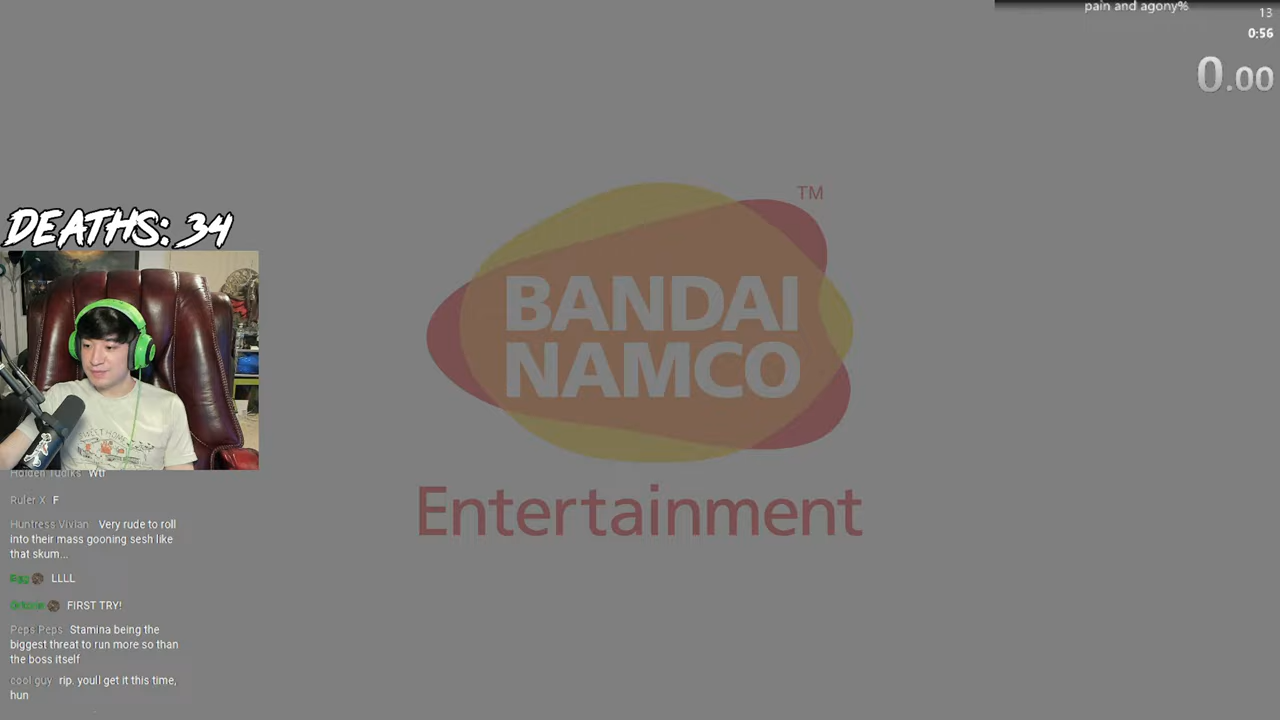 pain and agony%
13
0:56
0.00
TM
BANDAI
NAMCO
Entertainment
DEATHS: 34
Wtf
Ruler X F
Huntress Vivian Very rude to roll
into their mass gooning sesh like
that skum...
LLLL
FIRST TRY!
Peps Peps Stamina being the
biggest threat to run more so than
the boss itself
cool guy rip. youll get it this time,
hun